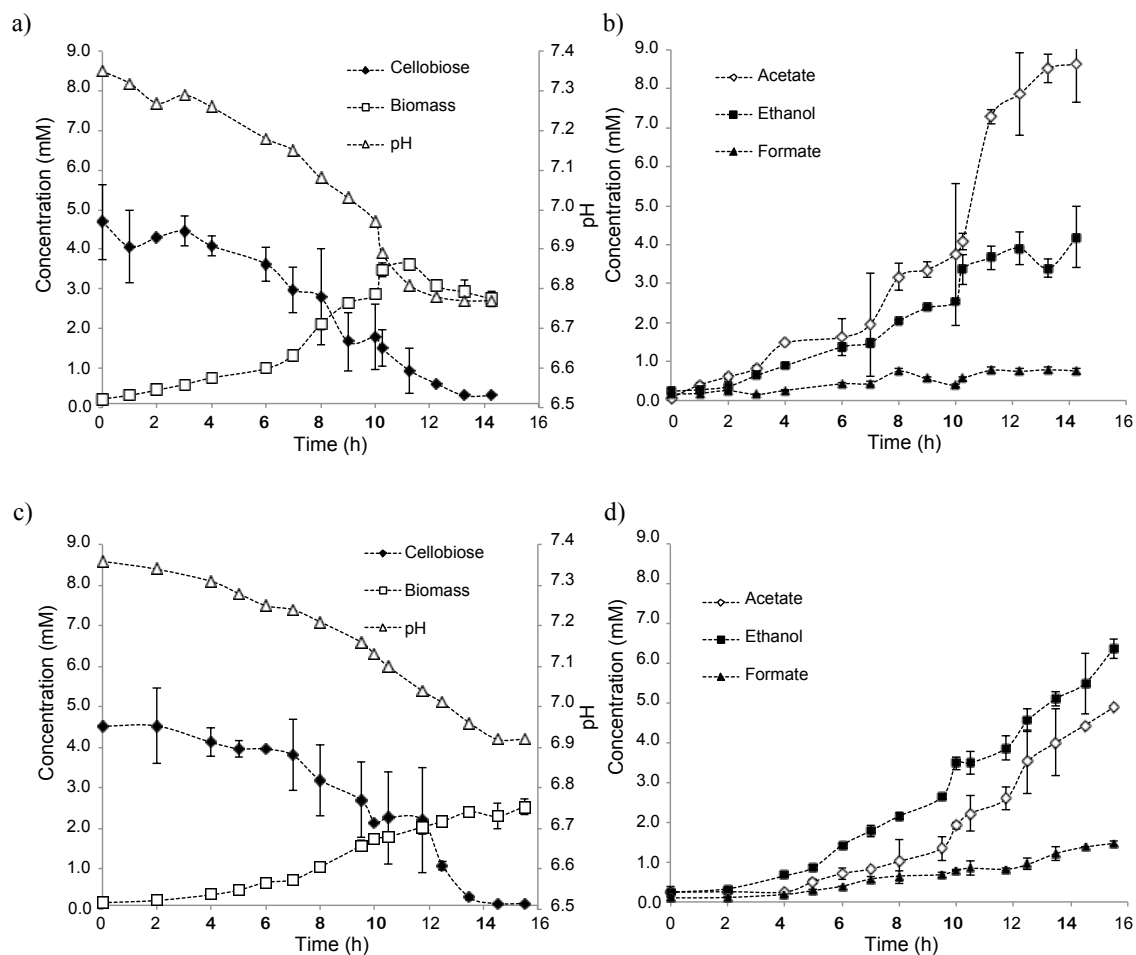 a)
9.0
8.0
7.0
6.0
5.0
4.0
3.0
2.0
1.0
0.0
Concentration (mM)
7.4
7.3
7.2
7.1
7.0
6.9
6.8
6.7
6.6
6.5
pH
Cellobiose
Biomass
pH
0 2 4 6 8 10 12 14 16
Time (h)
b)
9.0
8.0
7.0
6.0
5.0
4.0
3.0
2.0
1.0
0.0
Concentration (mM)
Acetate
Ethanol
Formate
0 2 4 6 8 10 12 14 16
Time (h)
c)
9.0
8.0
7.0
6.0
5.0
4.0
3.0
2.0
1.0
0.0
Concentration (mM)
7.4
7.3
7.2
7.1
7.0
6.9
6.8
6.7
6.6
6.5
pH
Cellobiose
Biomass
pH
0 2 4 6 8 10 12 14 16
Time (h)
d)
9.0
8.0
7.0
6.0
5.0
4.0
3.0
2.0
1.0
0.0
Concentration (mM)
Acetate
Ethanol
Formate
0 2 4 6 8 10 12 14 16
Time (h)